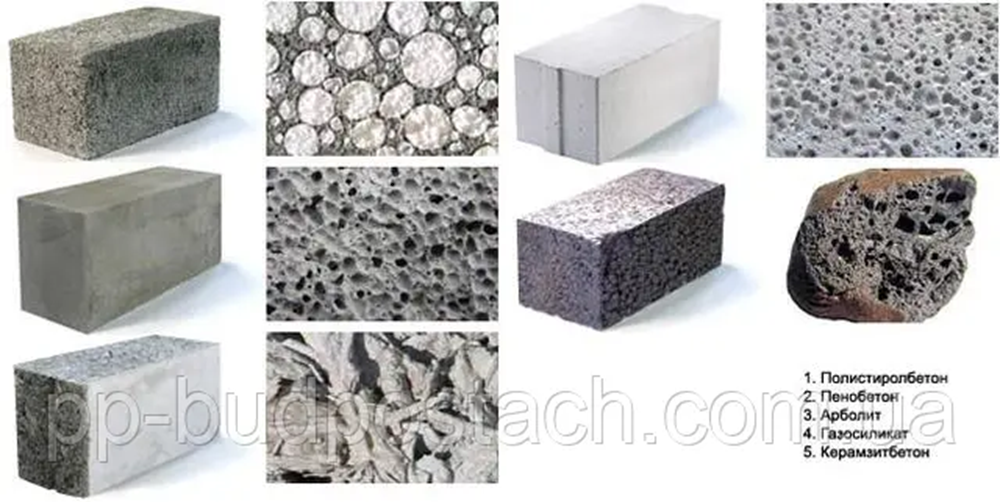 1. Полистиролбетон
2. Пенобетон
3. Арболит
4. Газосиликат
5. Керамзитбетон
pp-budpostach.com.ua